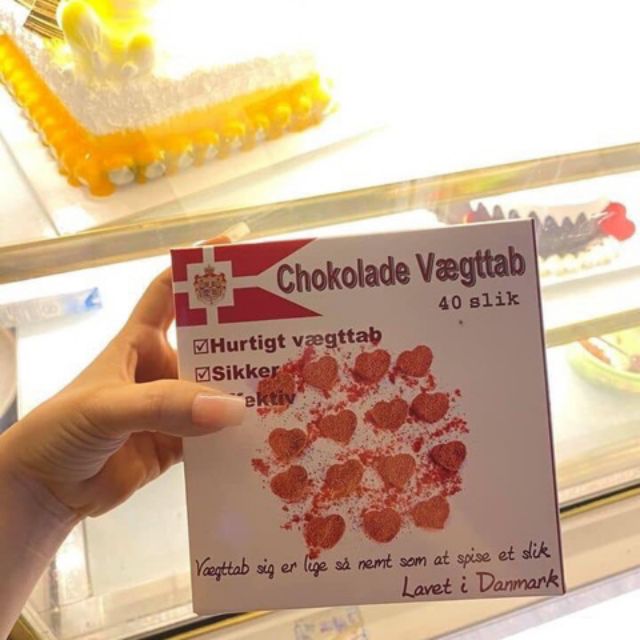 Chokolade Vægttab
40 slik
☑Hurtigt vægttab
☑Sikker
Vægttab sig er lige så nemt som at spise et slik
Lavet i Danmark